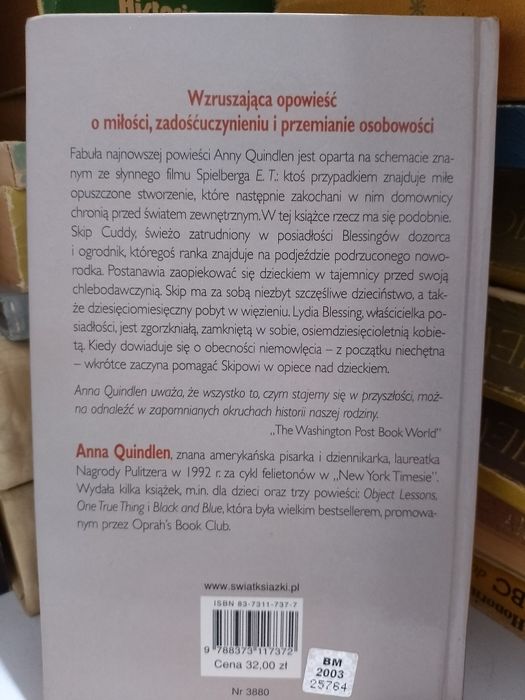 Historia
Wzruszająca opowieść
o miłości, zadośćuczynieniu i przemianie osobowości
Fabuła najnowszej powieści Anny Quindlen jest oparta na schemacie zna-
nym ze słynnego filmu Spielberga E. T.: ktoś przypadkiem znajduje miłe
opuszczone stworzenie, które następnie zakochani w nim domownicy
chronią przed światem zewnętrznym. W tej książce rzecz ma się podobnie.
Skip Cuddy, świeżo zatrudniony w posiadłości Blessingów dozorca
i ogrodnik, któregoś ranka znajduje na podjeździe podrzuconego nowo-
rodka. Postanawia zaopiekować się dzieckiem w tajemnicy przed swoją
chlebodawczynią. Skip ma za sobą niezbyt szczęśliwe dzieciństwo, a tak-
że dziesięciomiesięczny pobyt w więzieniu. Lydia Blessing, właścicielka po-
siadłości, jest zgorzkniałą, zamkniętą w sobie, osiemdziesięcioletnią kobie-
tą. Kiedy dowiaduje się o obecności niemowlęcia – z początku niechętna
– wkrótce zaczyna pomagać Skipowi w opiece nad dzieckiem.
Anna Quindlen uważa, że wszystko to, czym stajemy się w przyszłości, moż-
na odnaleźć w zapomnianych okruchach historii naszej rodziny.
„The Washington Post Book World"
Anna Quindlen, znana amerykańska pisarka i dziennikarka, laureatka
Nagrody Pulitzera w 1992 r. za cykl felietonów w „New York Timesie".
Wydała kilka książek, m.in. dla dzieci oraz trzy powieści: Object Lessons,
One True Thing i Black and Blue, która była wielkim bestsellerem, promowa-
nym przez Oprah's Book Club.
www.swiatksiazki.pl
ISBN 83-7311-737-7
9 788373 117372
Cena 32,00 zł
BM
2003
25764
Nr 3880